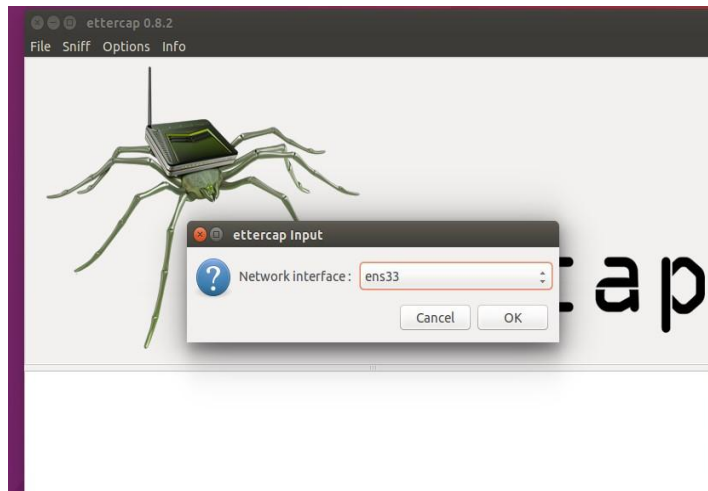 ettercap 0.8.2
File Sniff Options Info
ettercap Input
Network interface : ens33
Cancel OK
cap